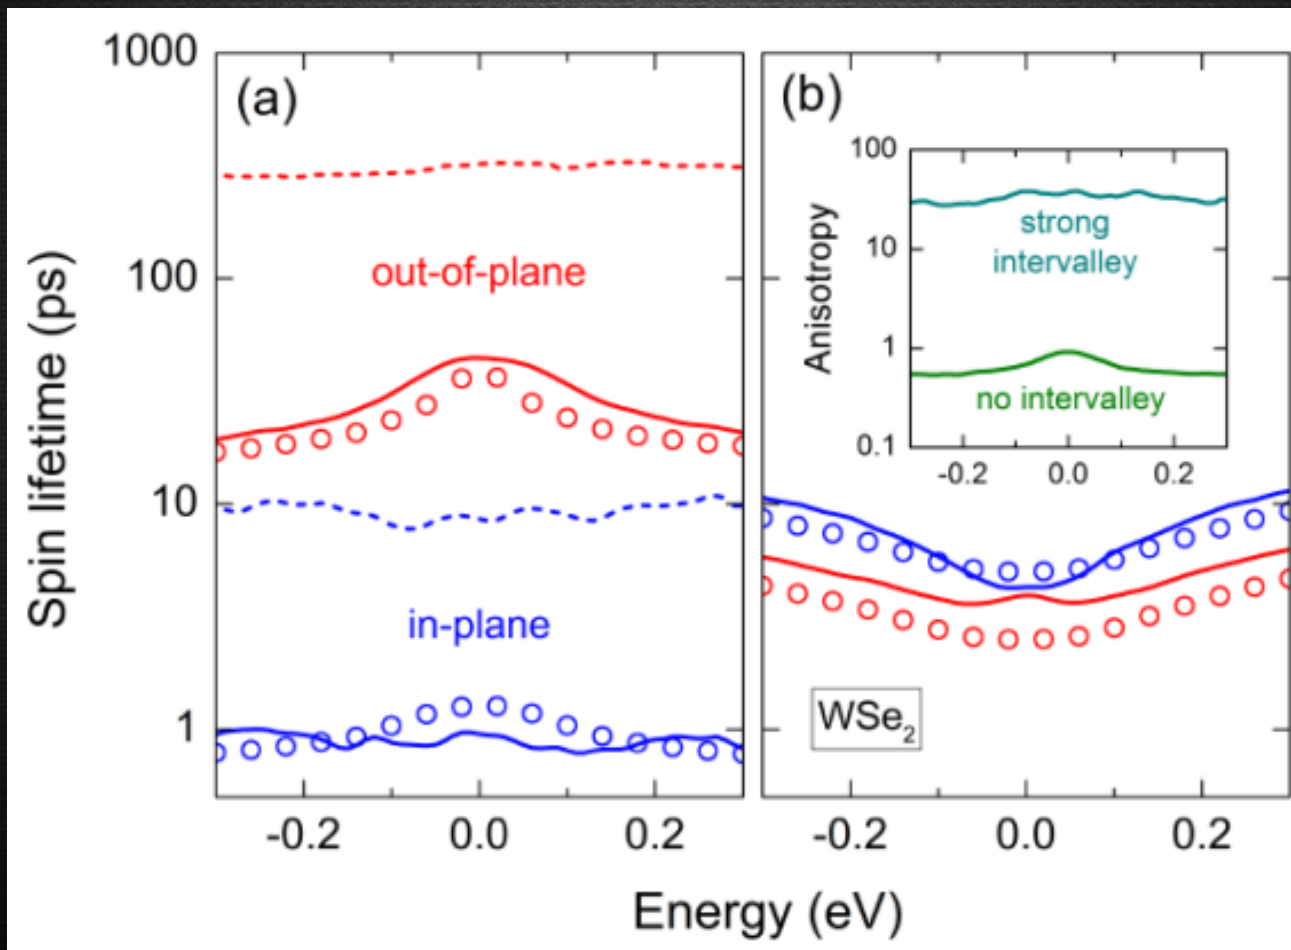 Spin lifetime (ps)
1000
100
10
1
(a)
out-of-plane
in-plane
-0.2 0.0 0.2
(b)
Anisotropy
100
10
1
0.1
strong
intervalley
no intervalley
-0.2 0.0 0.2
WSe₂
-0.2 0.0 0.2
Energy (eV)